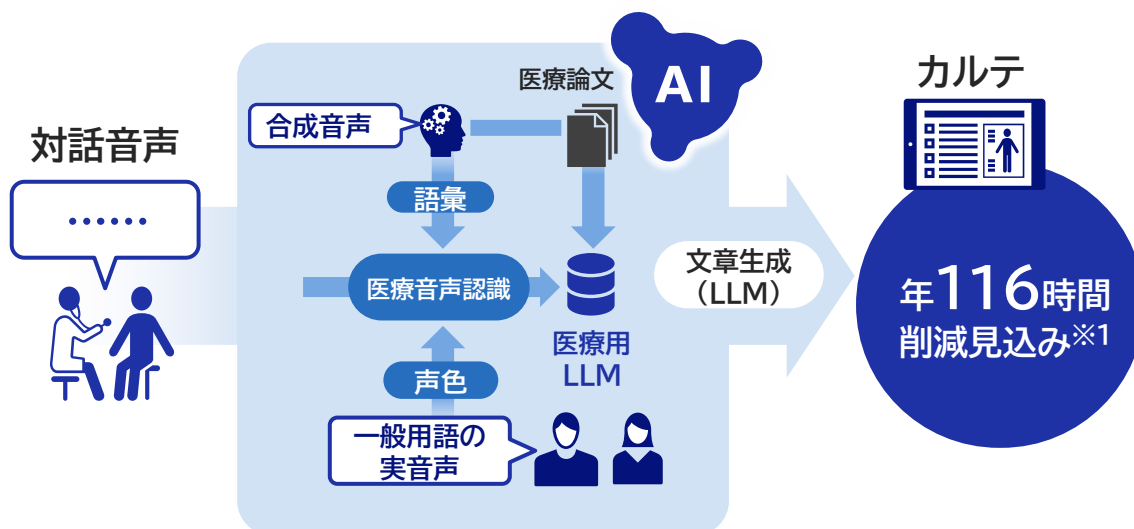 対話音声
……
合成音声
医療論文
AI
語彙
医療音声認識
医療用
LLM
声色
一般用語の
実音声
文章生成
（LLM）
カルテ
年116時間
削減見込み※1